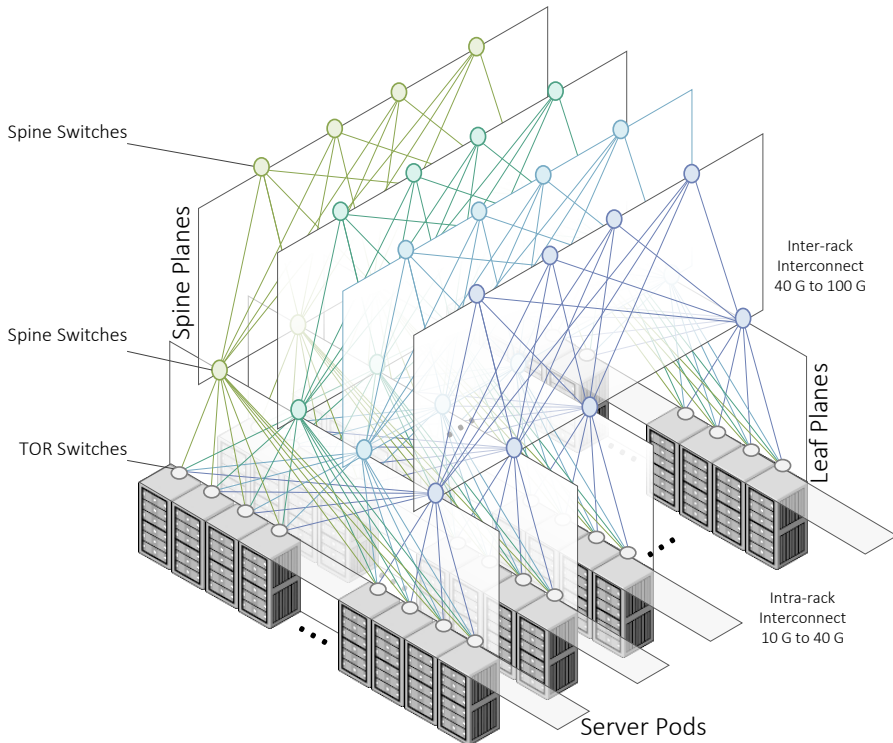 Spine Switches
Spine Planes
Inter-rack
Interconnect
40 G to 100 G
Spine Switches
Leaf Planes
TOR Switches
Intra-rack
Interconnect
10 G to 40 G
Server Pods